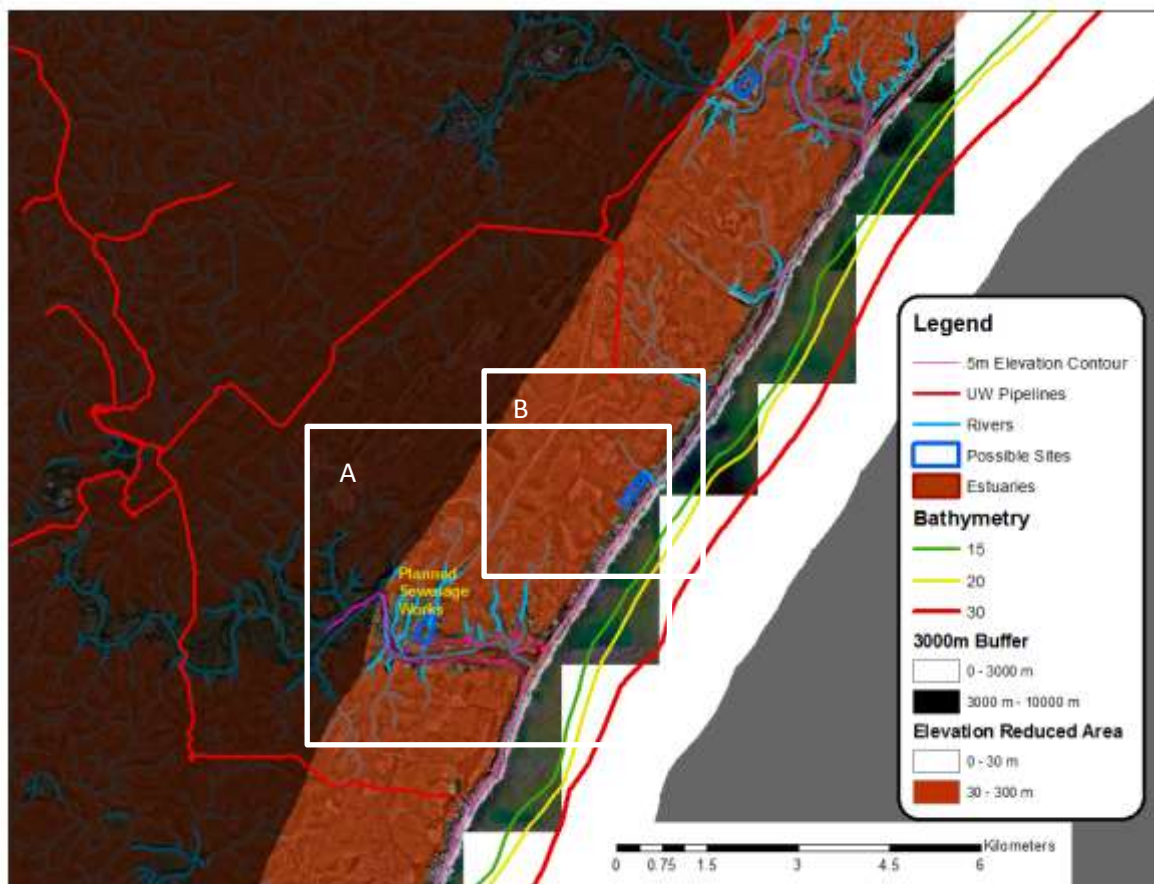 B
A
Planned
Sewerage
Works
Legend
5m Elevation Contour
UW Pipelines
Rivers
Possible Sites
Estuaries
Bathymetry
15
20
30
3000m Buffer
0 - 3000 m
3000 m - 10000 m
Elevation Reduced Area
0 - 30 m
30 - 300 m
Kilometers
0 0.75 1.5 3 4.5 6